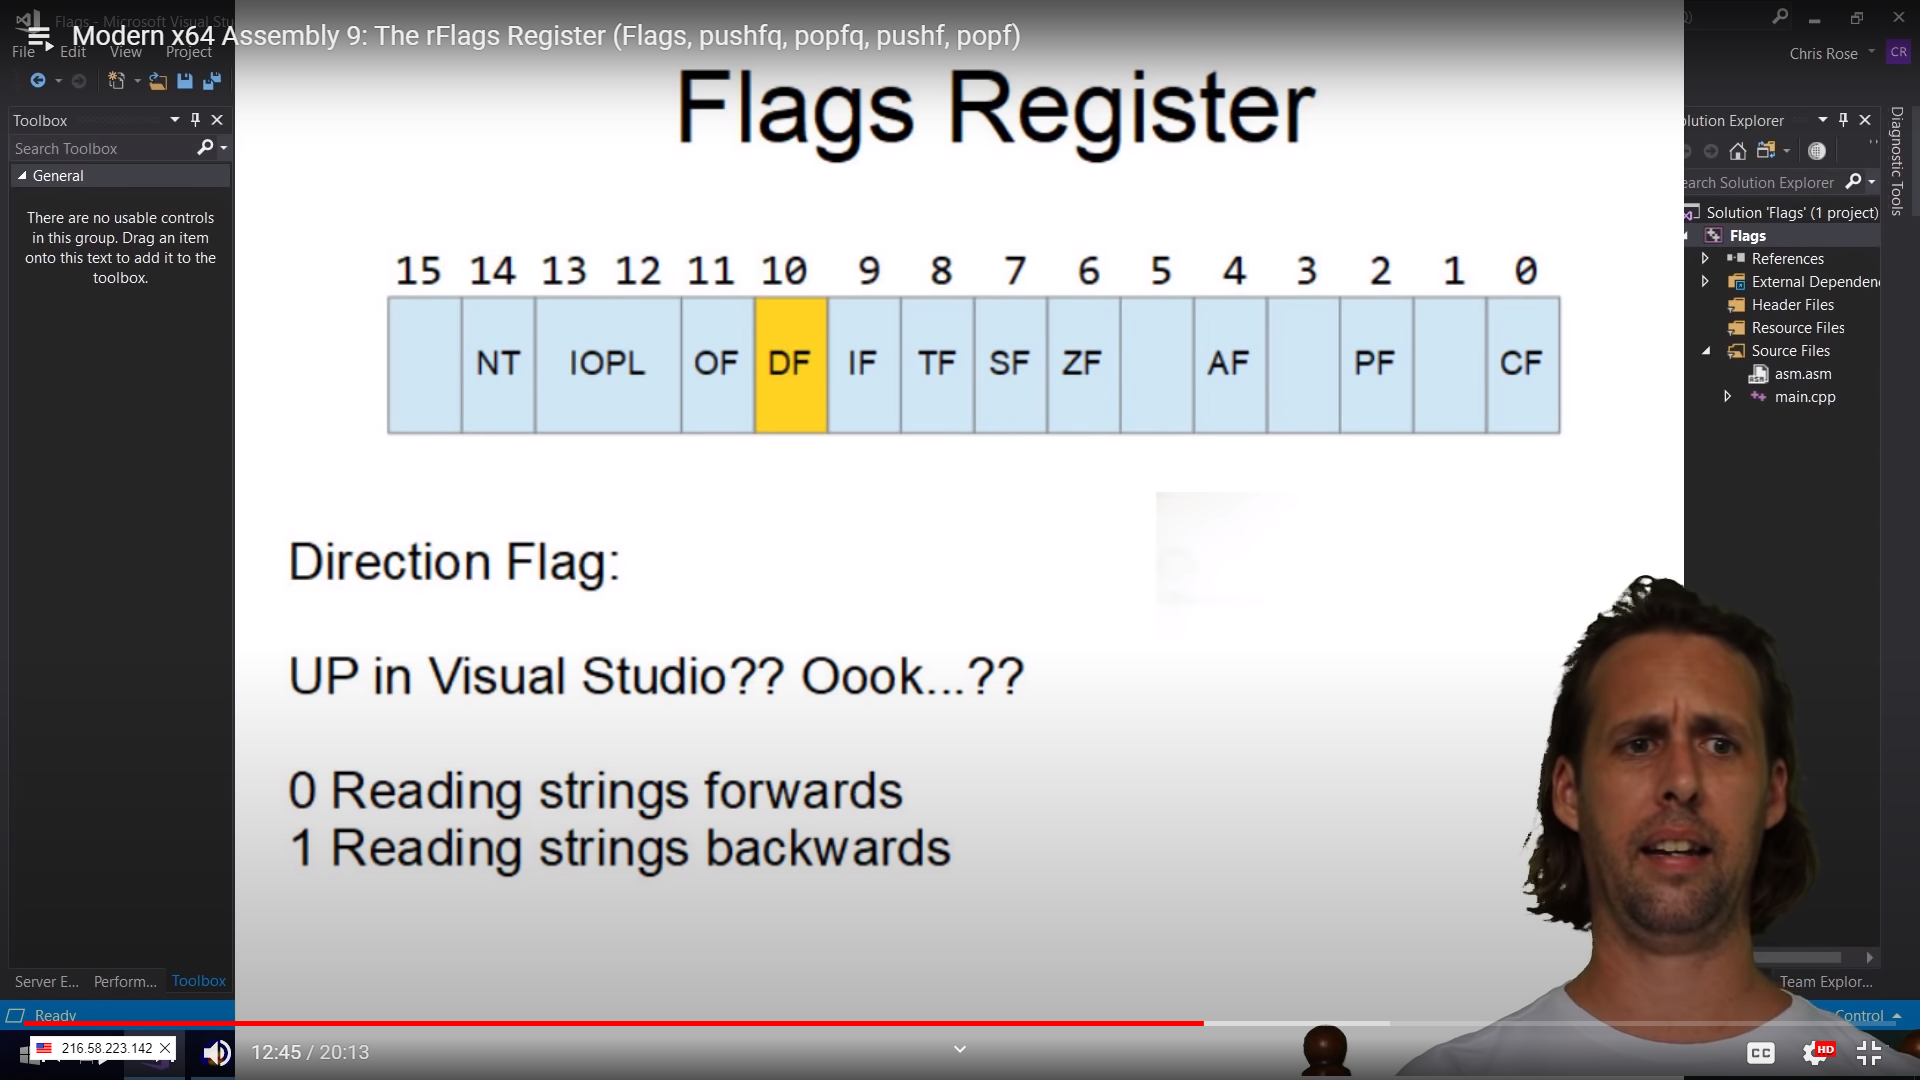 Flags - Microsoft Visual Stu
Modern x64 Assembly 9: The rFlags Register (Flags, pushfq, popfq, pushf, popf)
File Edit View Project
Chris Rose CR
Flags Register
Toolbox
Search Toolbox
General
There are no usable controls
in this group. Drag an item
onto this text to add it to the
toolbox.
15 14 13 12 11 10 9 8 7 6 5 4 3 2 1 0
NT IOPL OF DF IF TF SF ZF AF PF CF
Direction Flag:
UP in Visual Studio?? Oook...??
0 Reading strings forwards
1 Reading strings backwards
olution Explorer
earch Solution Explorer
Solution 'Flags' (1 project)
Flags
References
External Dependen
Header Files
Resource Files
Source Files
asm.asm
main.cpp
Diagnostic Tools
Server E... Perform... Toolbox
Team Explor...
Ready
Control
216.58.223.142
12:45 / 20:13
CC HD